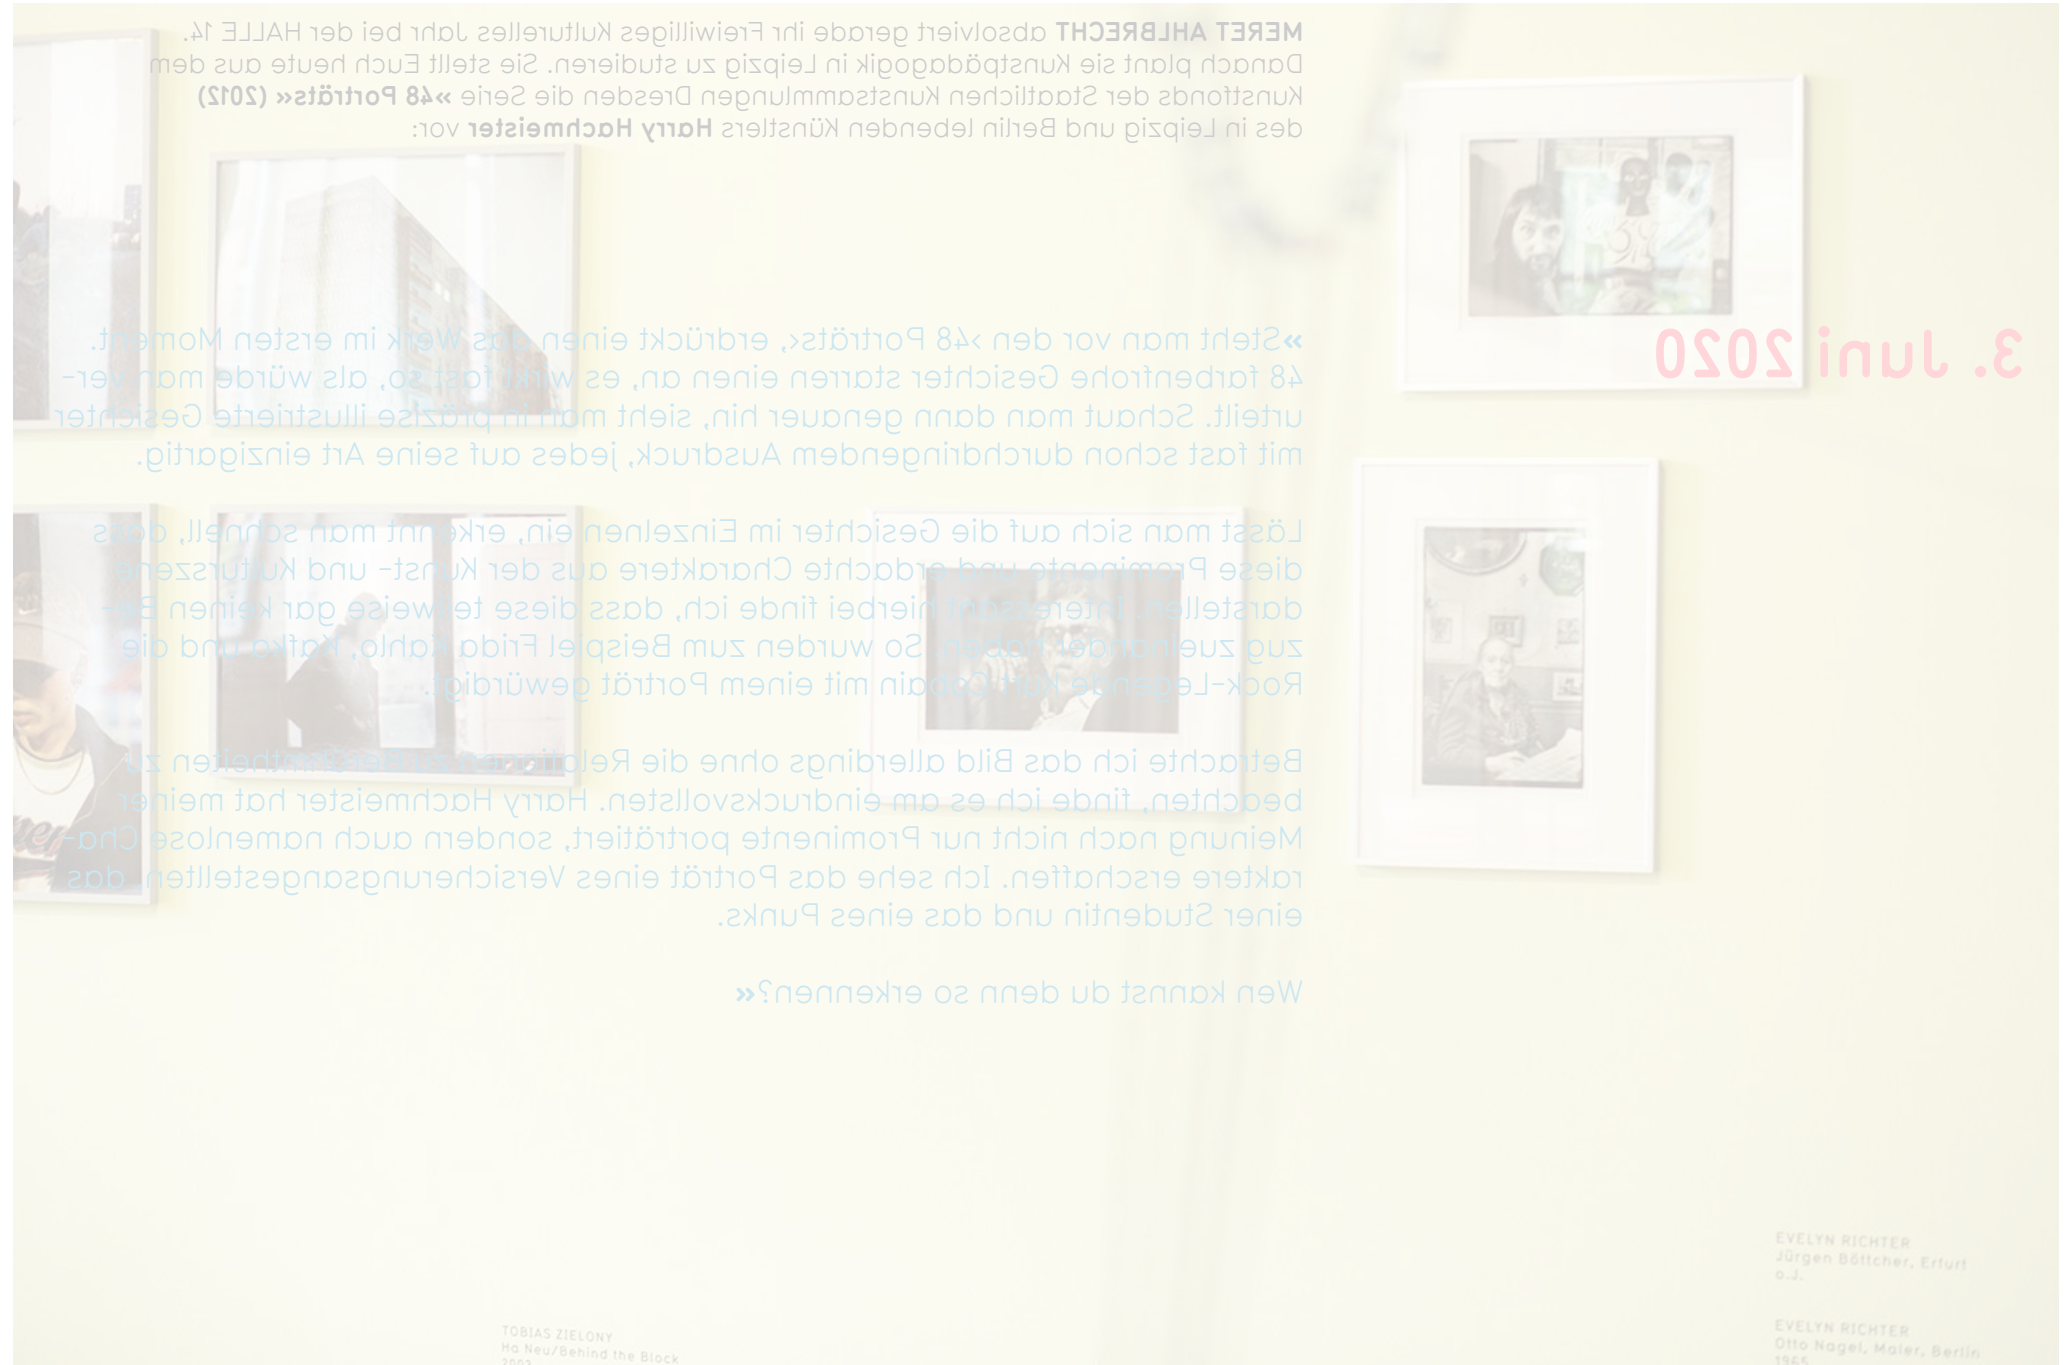 MERET AHLBRECHT absolviert gerade ihr Freiwilliges Kulturelles Jahr bei der HALLE 14.
Danach plant sie Kunstpädagogik in Leipzig zu studieren. Sie stellt Euch heute aus dem
Kunstfonds der Staatlichen Kunstsammlungen Dresden die Serie »48 Porträts« (2012)
des in Leipzig und Berlin lebenden Künstlers Harry Hachmeister vor:
3. Juni 2020
»Steht man vor den ›48 Porträts‹, erdrückt einen das Werk im ersten Moment.
48 farbenfrohe Gesichter starren einen an, es wirkt fast so, als würde man ver-
urteilt. Schaut man dann genauer hin, sieht man in präzise illustrierte Gesichter
mit fast schon durchdringendem Ausdruck, jedes auf seine Art einzigartig.
Lässt man sich auf die Gesichter im Einzelnen ein, erkennt man schnell, dass
diese Prominente und erdachte Charaktere aus der Kunst- und Kulturszene
darstellen. Interessant hierbei finde ich, dass diese teilweise gar keinen Be-
zug zueinander haben. So wurden zum Beispiel Frida Kahlo, Kafka und die
Rock-Legende Kurt Cobain mit einem Porträt gewürdigt.
Betrachte ich das Bild allerdings ohne die Relationen zu Berühmtheiten zu
beachten, finde ich es am eindrucksvollsten. Harry Hachmeister hat meiner
Meinung nach nicht nur Prominente porträtiert, sondern auch namenlose Cha-
raktere erschaffen. Ich sehe das Porträt eines Versicherungsangestellten, das
einer Studentin und das eines Punks.
Wen kannst du denn so erkennen?«
EVELYN RICHTER
Jürgen Böttcher, Erfurt
o.J.
EVELYN RICHTER
Otto Nagel, Maler, Berlin
1965
TOBIAS ZIELONY
Ha Neu/Behind the Block
2003